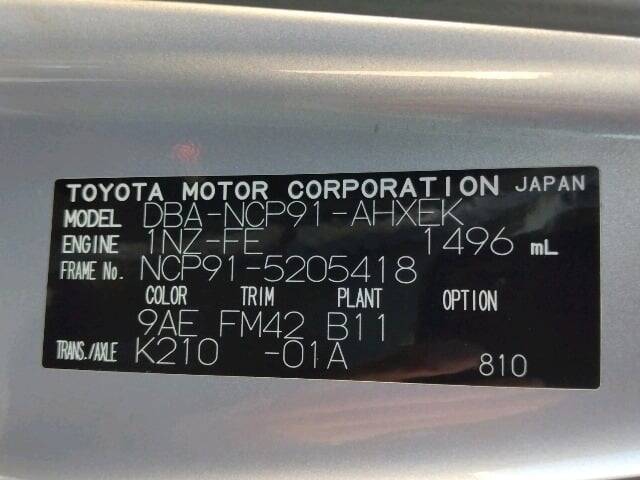 TOYOTA MOTOR CORPORATION JAPAN
MODEL DBA-NCP91-AHXEK
ENGINE 1NZ-FE 1496 mL
FRAME No. NCP91-5205418
COLOR TRIM PLANT OPTION
9AE FM42 B11
TRANS./AXLE K210 -01A 810